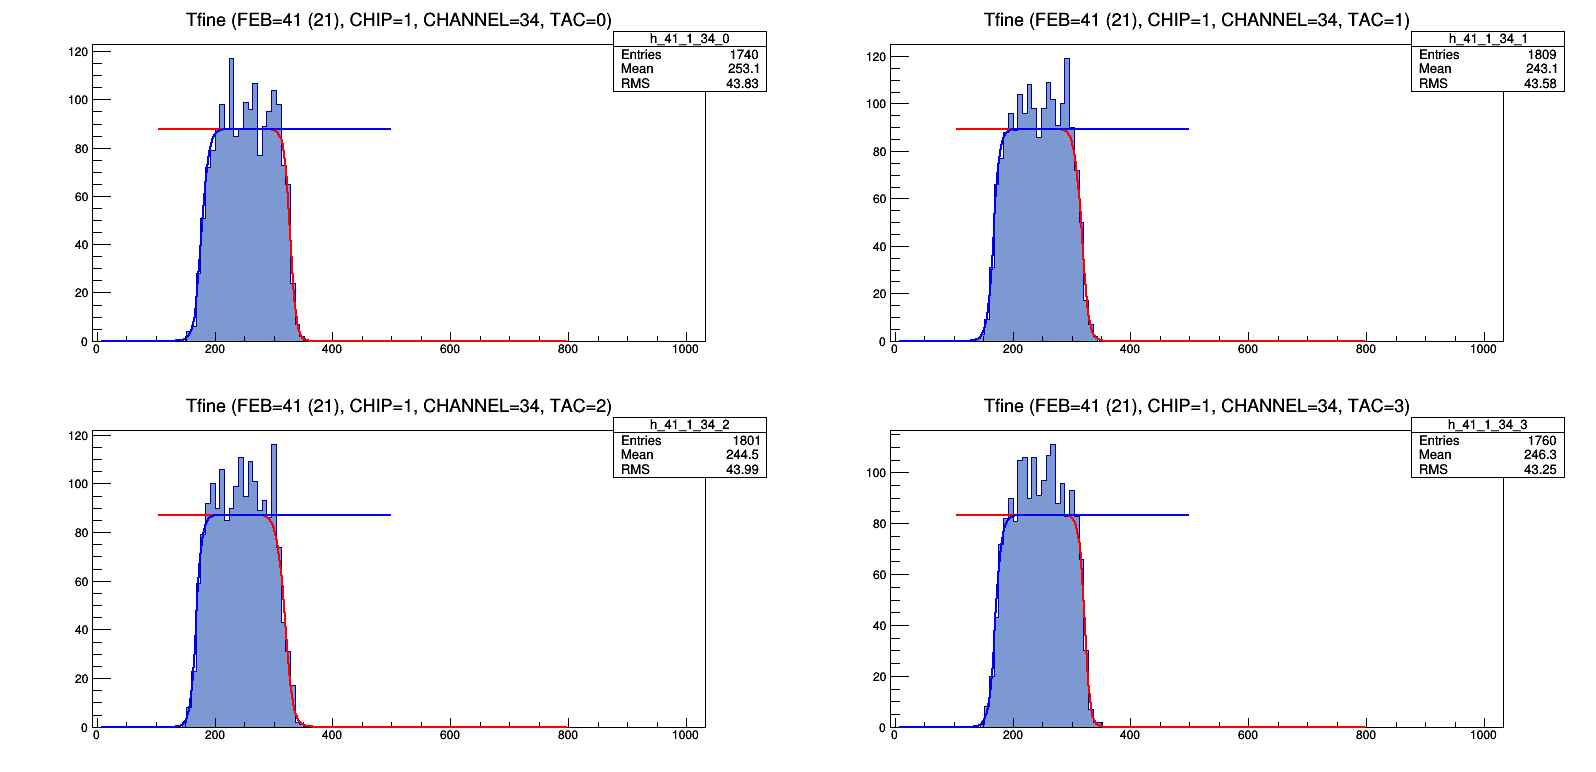 Tfine (FEB=41 (21), CHIP=1, CHANNEL=34, TAC=0)
h_41_1_34_0
Entries 1740
Mean 253.1
RMS 43.83
120
100
80
60
40
20
0
0 200 400 600 800 1000
Tfine (FEB=41 (21), CHIP=1, CHANNEL=34, TAC=1)
h_41_1_34_1
Entries 1809
Mean 243.1
RMS 43.58
120
100
80
60
40
20
0
0 200 400 600 800 1000
Tfine (FEB=41 (21), CHIP=1, CHANNEL=34, TAC=2)
h_41_1_34_2
Entries 1801
Mean 244.5
RMS 43.99
120
100
80
60
40
20
0
0 200 400 600 800 1000
Tfine (FEB=41 (21), CHIP=1, CHANNEL=34, TAC=3)
h_41_1_34_3
Entries 1760
Mean 246.3
RMS 43.25
100
80
60
40
20
0
0 200 400 600 800 1000